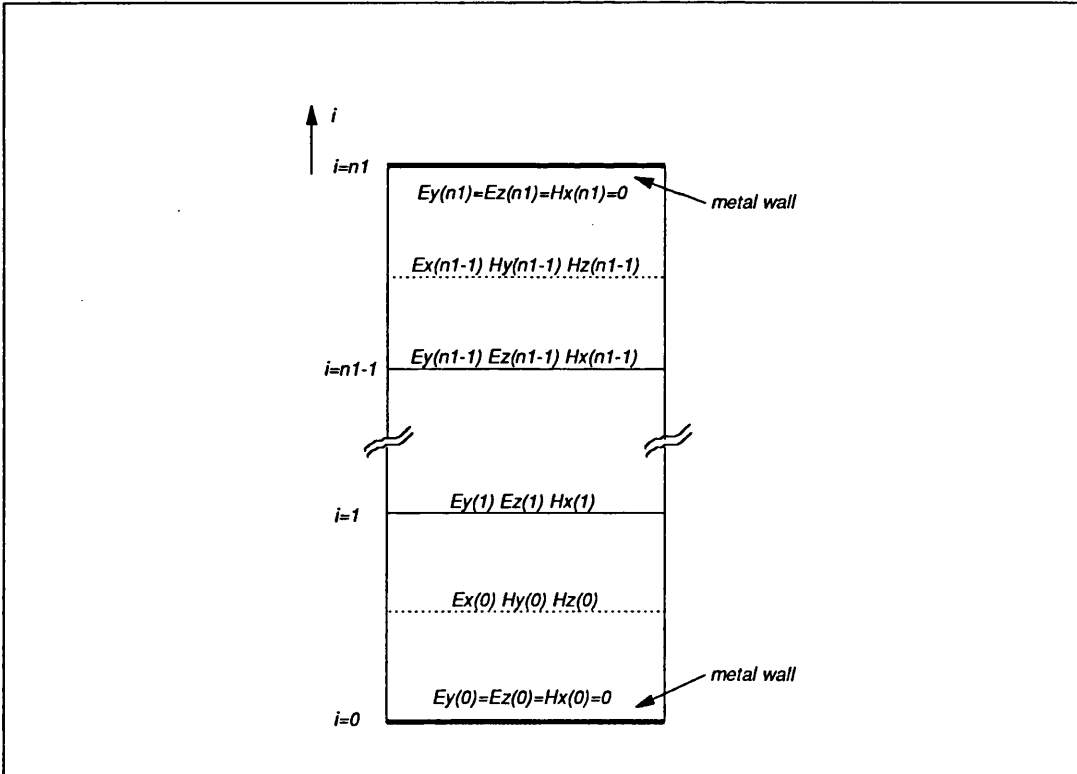 i
i=n1
Ey(n1)=Ez(n1)=Hx(n1)=0
metal wall
Ex(n1-1) Hy(n1-1) Hz(n1-1)
i=n1-1
Ey(n1-1) Ez(n1-1) Hx(n1-1)
i=1
Ey(1) Ez(1) Hx(1)
Ex(0) Hy(0) Hz(0)
metal wall
Ey(0)=Ez(0)=Hx(0)=0
i=0